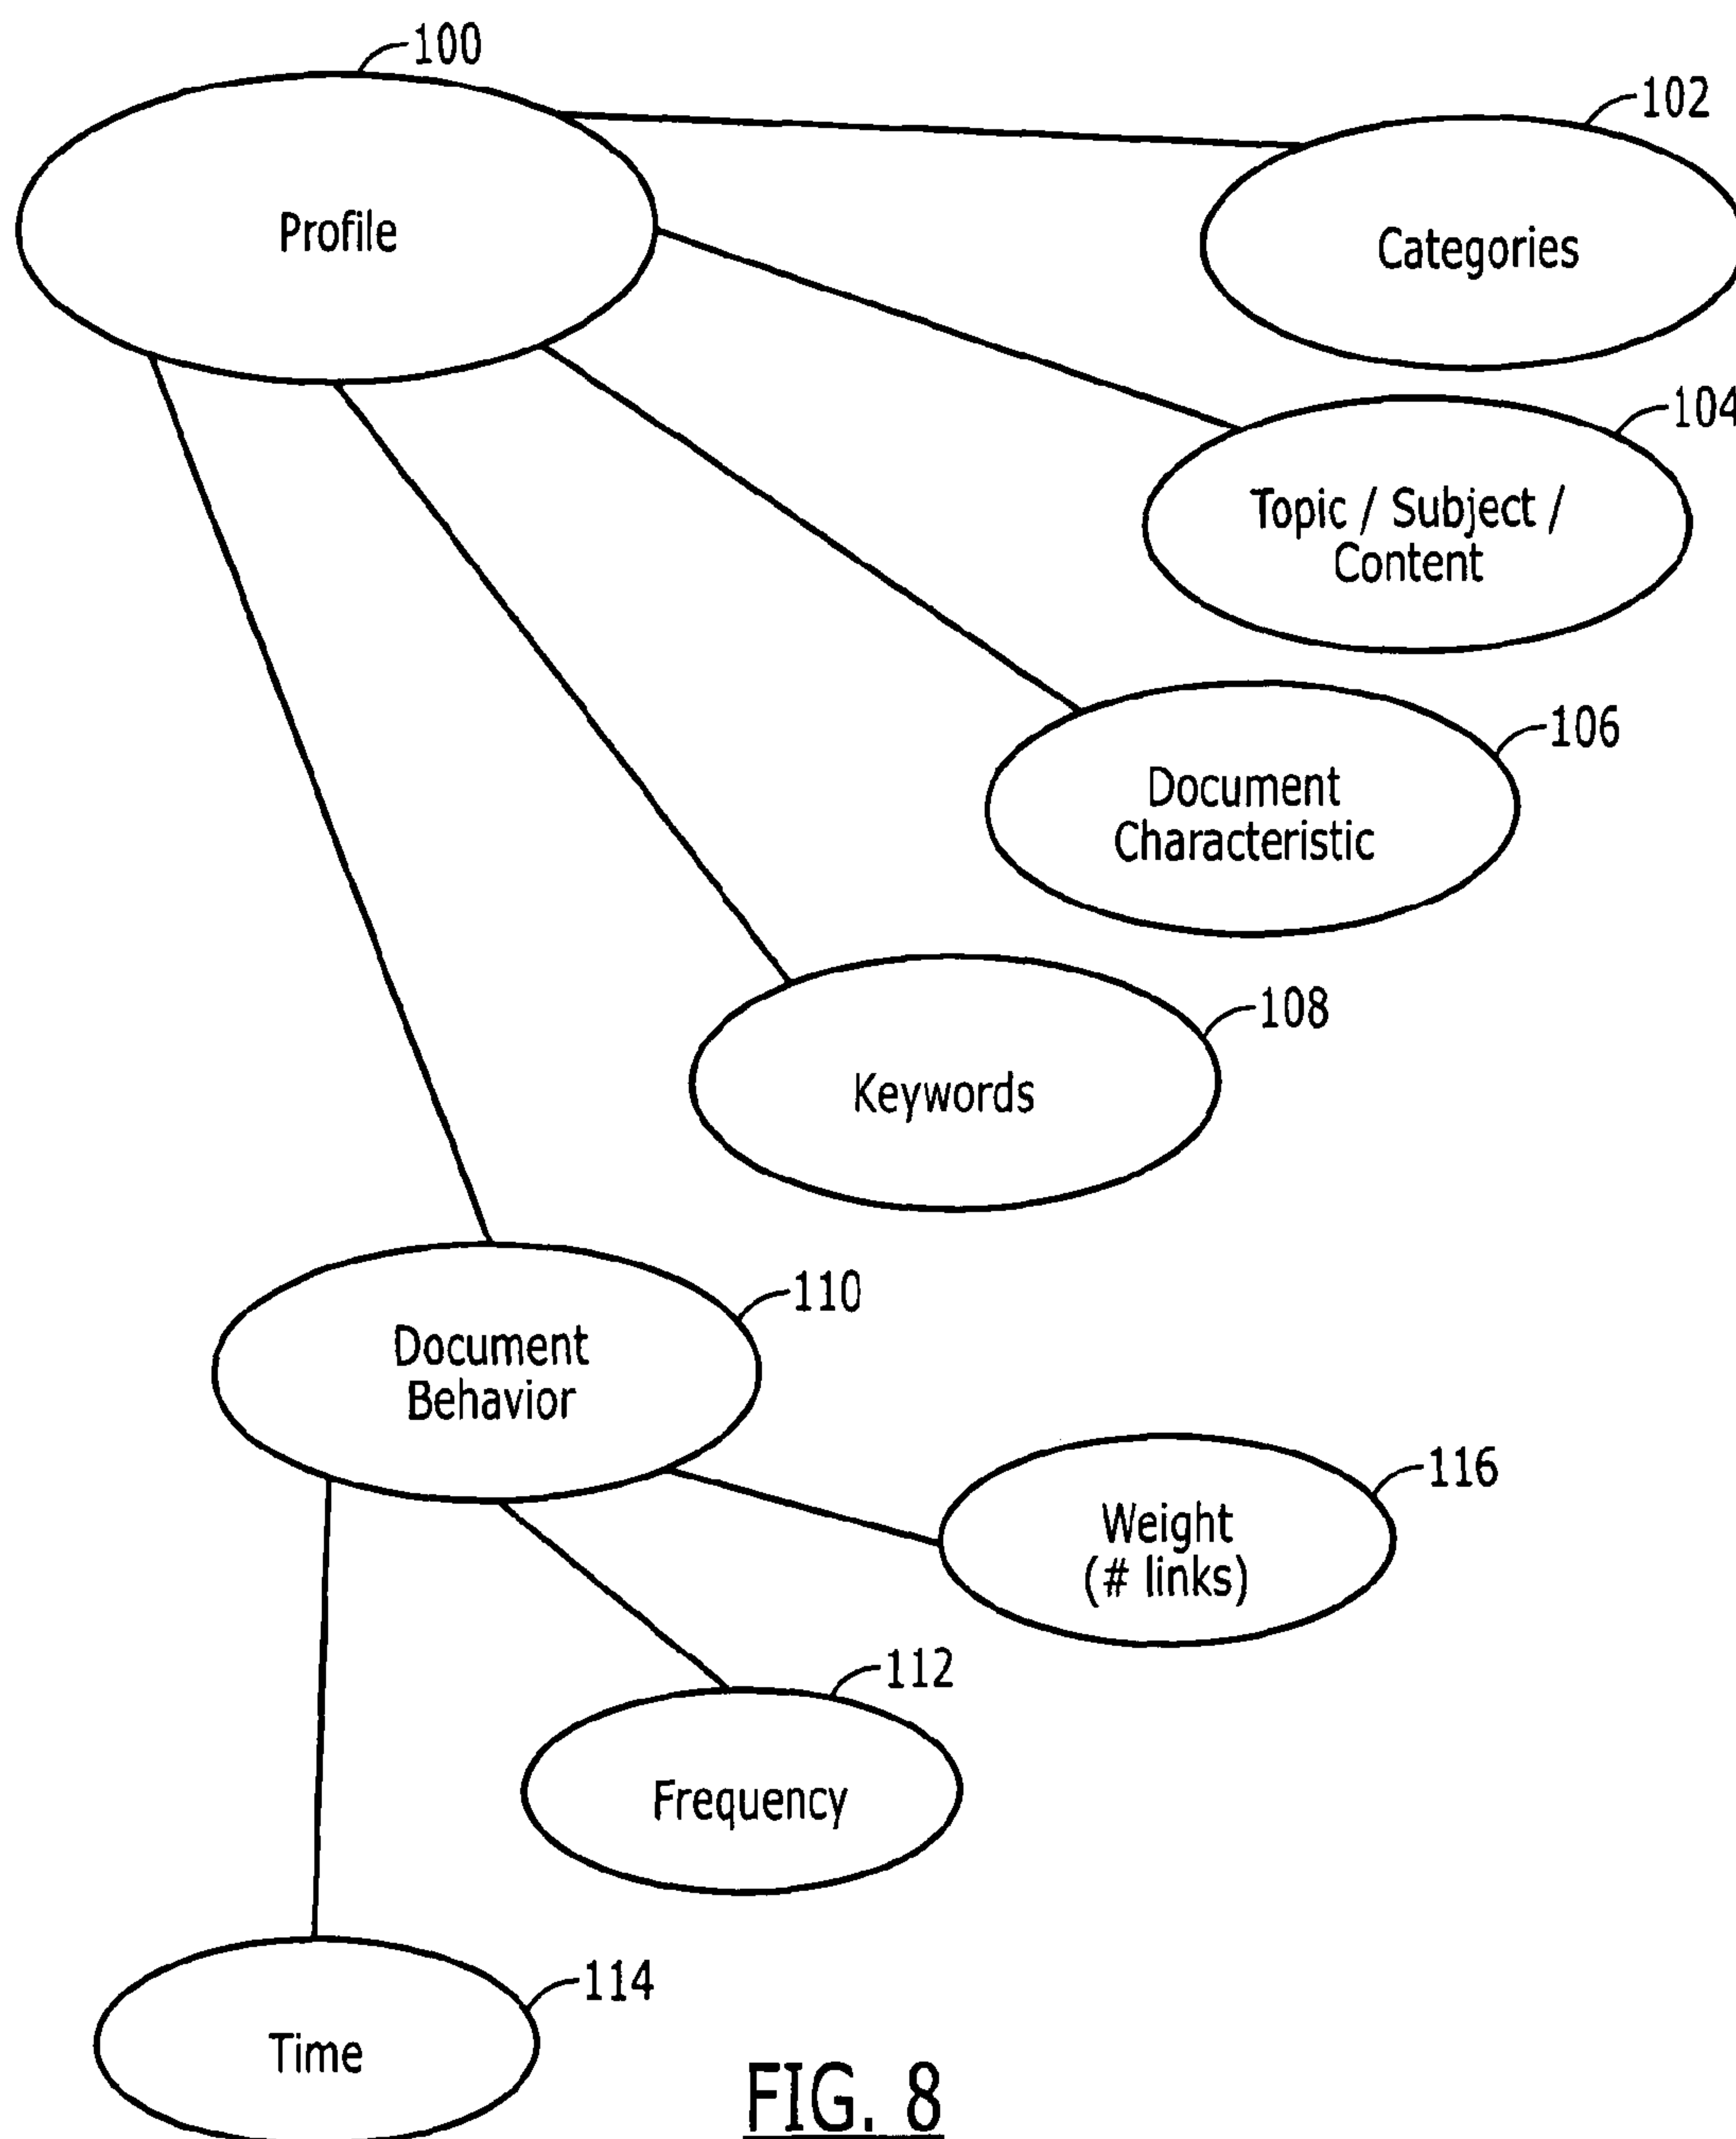 100
Profile
102
Categories
104
Topic / Subject /
Content
106
Document
Characteristic
108
Keywords
110
Document
Behavior
116
Weight
(# links)
112
Frequency
114
Time
FIG. 8